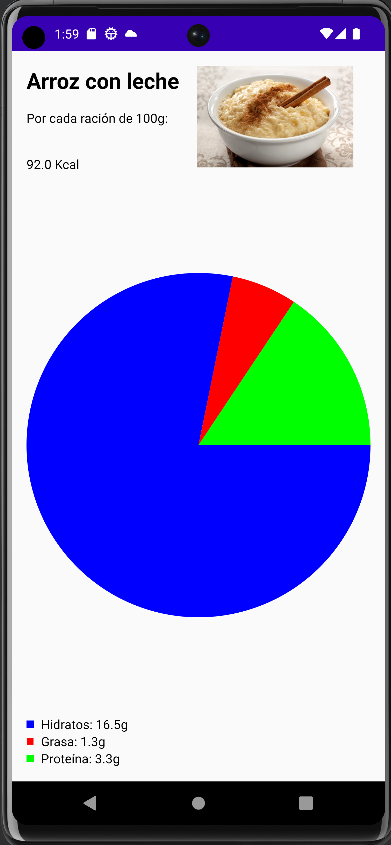 1:59
Arroz con leche
Por cada ración de 100g:
92.0 Kcal
Hidratos: 16.5g
Grasa: 1.3g
Proteína: 3.3g